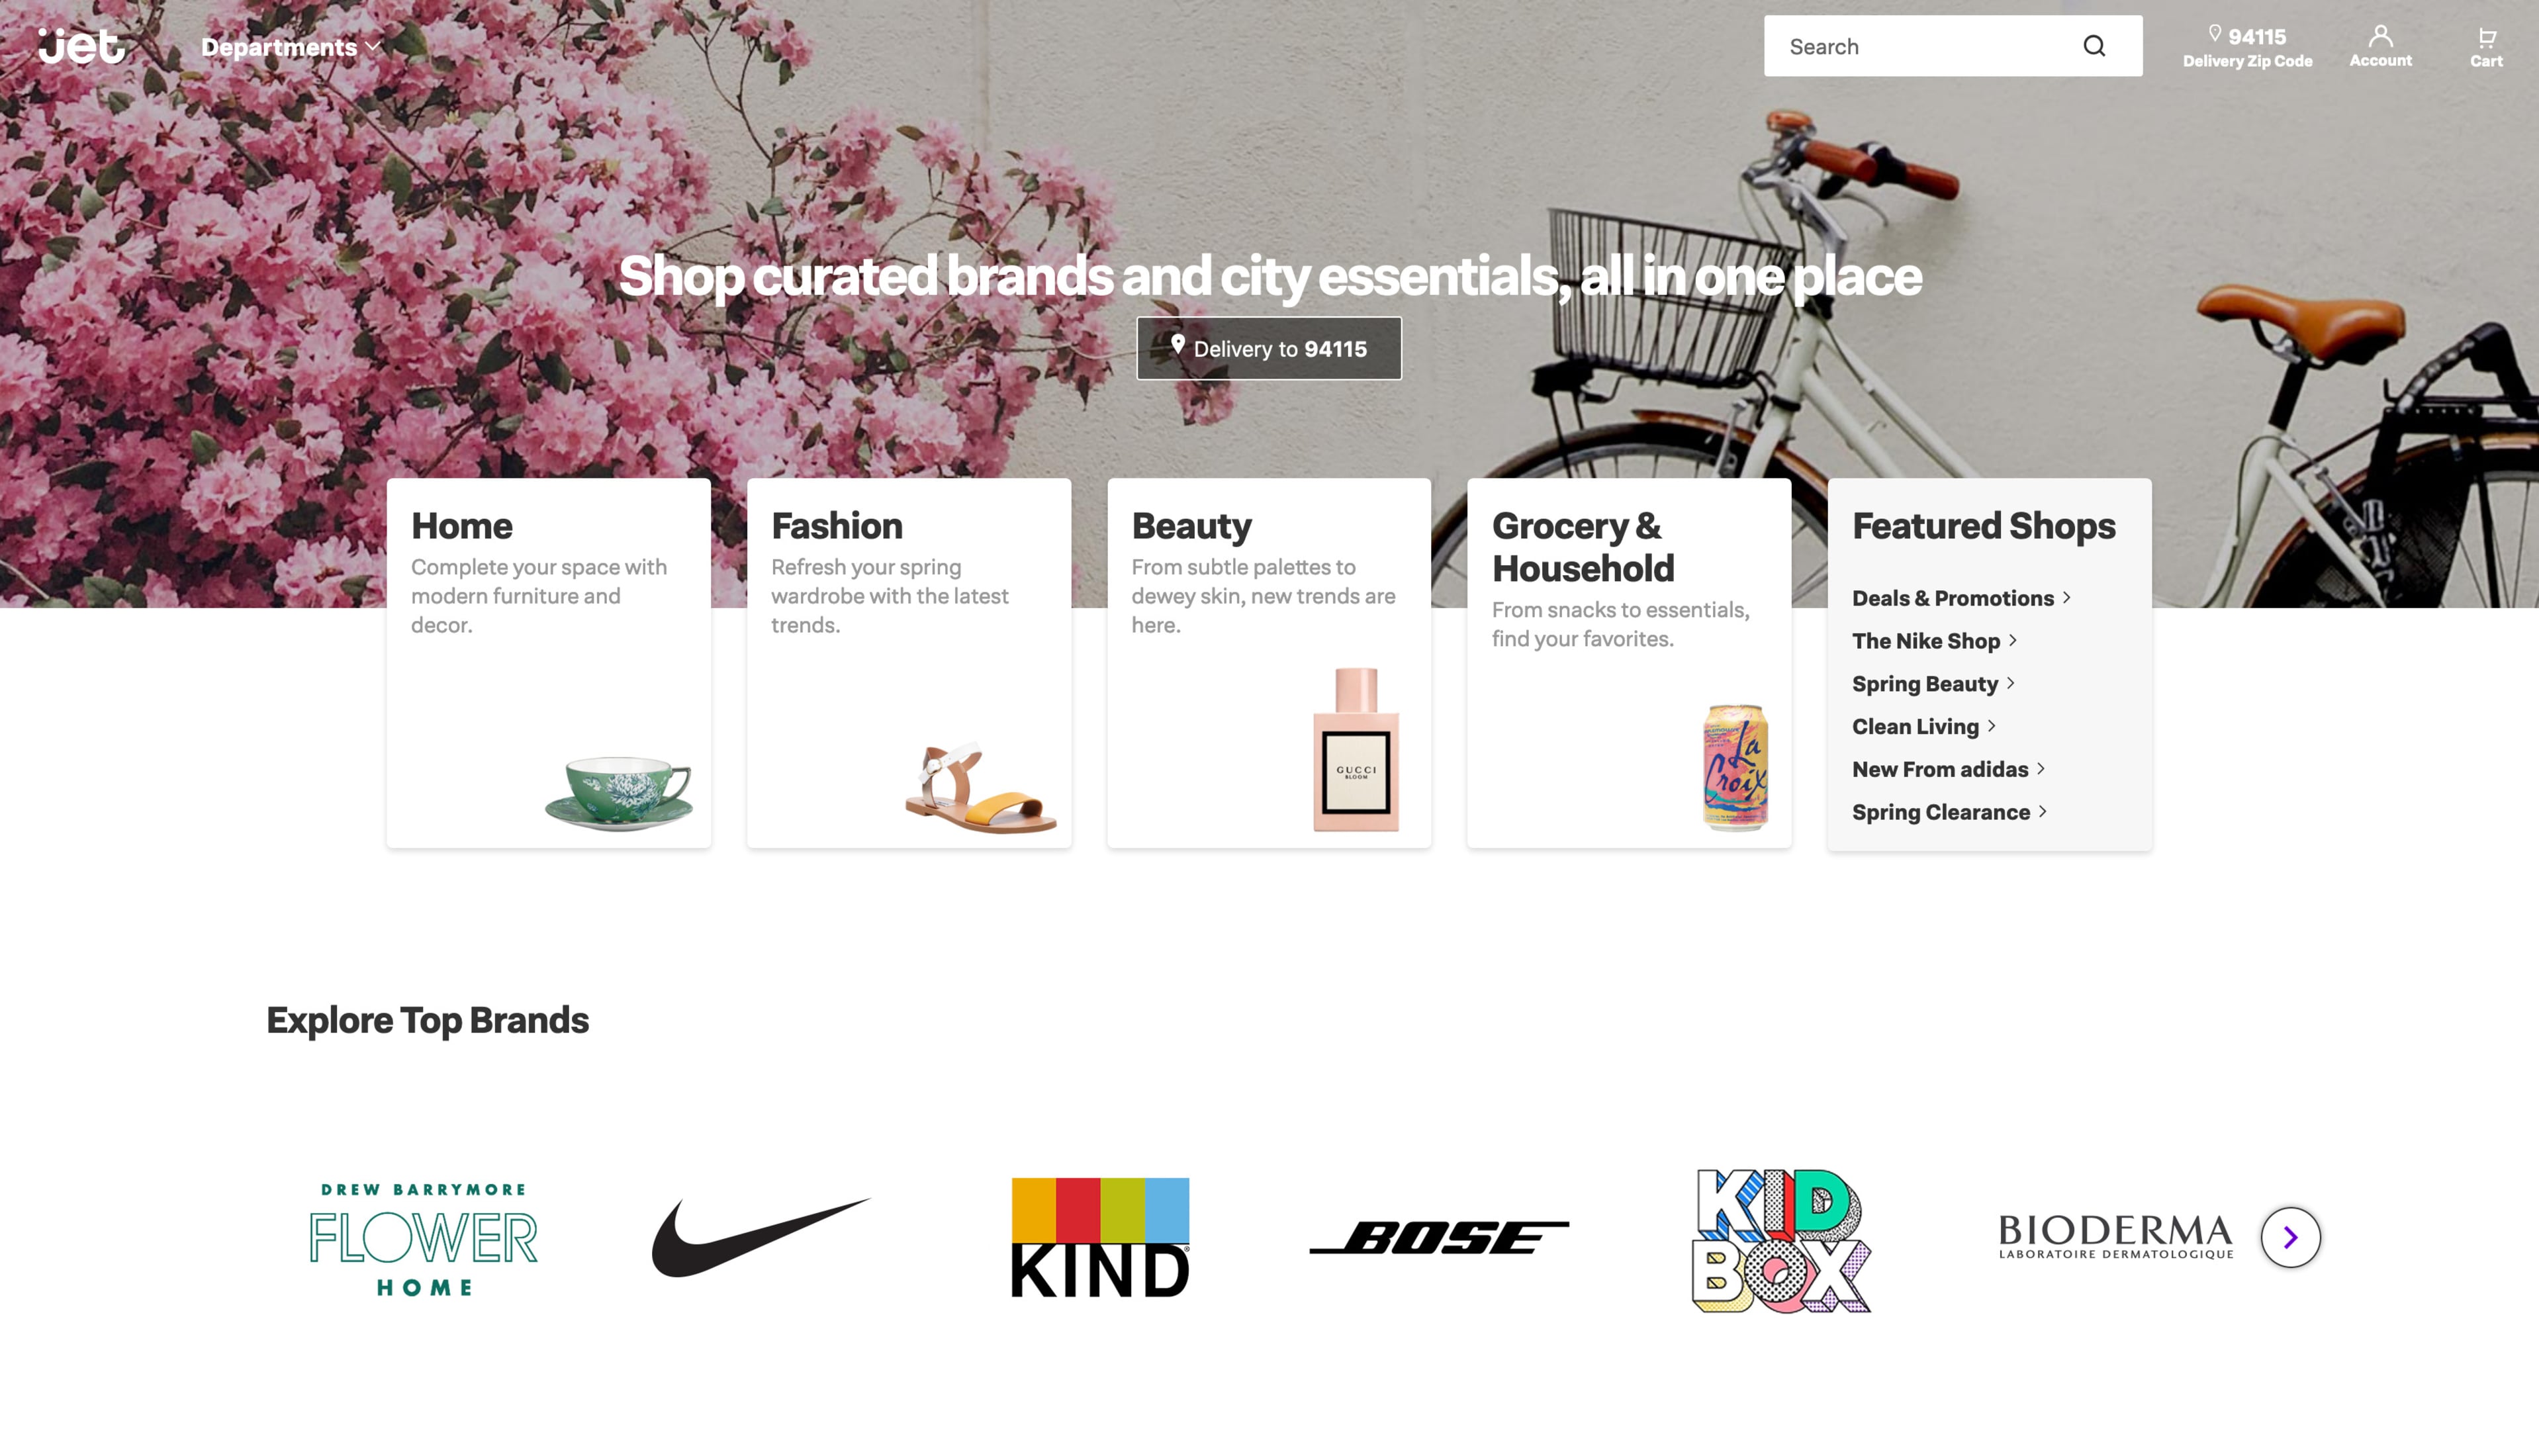 jet
Departments
Search
94115
Delivery Zip Code
Account
Cart
Shop curated brands and city essentials, all in one place
Delivery to 94115
Home
Complete your space with
modern furniture and
decor.
Fashion
Refresh your spring
wardrobe with the latest
trends.
Beauty
From subtle palettes to
dewey skin, new trends are
here.
GUCCI
BLOOM
Grocery &
Household
From snacks to essentials,
find your favorites.
La
Croix
Featured Shops
Deals & Promotions
The Nike Shop
Spring Beauty
Clean Living
New From adidas
Spring Clearance
Explore Top Brands
DREW BARRYMORE
FLOWER
HOME
KIND®
BOSE
KID
BOX
BIODERMA
LABORATOIRE DERMATOLOGIQUE